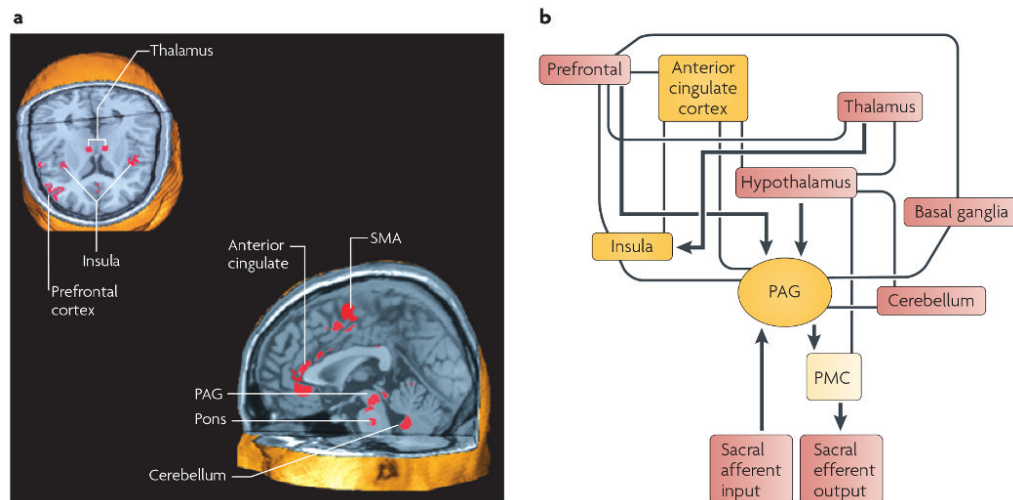 a
Thalamus
Insula
Prefrontal
cortex
Anterior
cingulate
SMA
PAG
Pons
Cerebellum
b
Prefrontal
Anterior
cingulate
cortex
Thalamus
Hypothalamus
Basal ganglia
Insula
PAG
Cerebellum
PMC
Sacral
afferent
input
Sacral
efferent
output